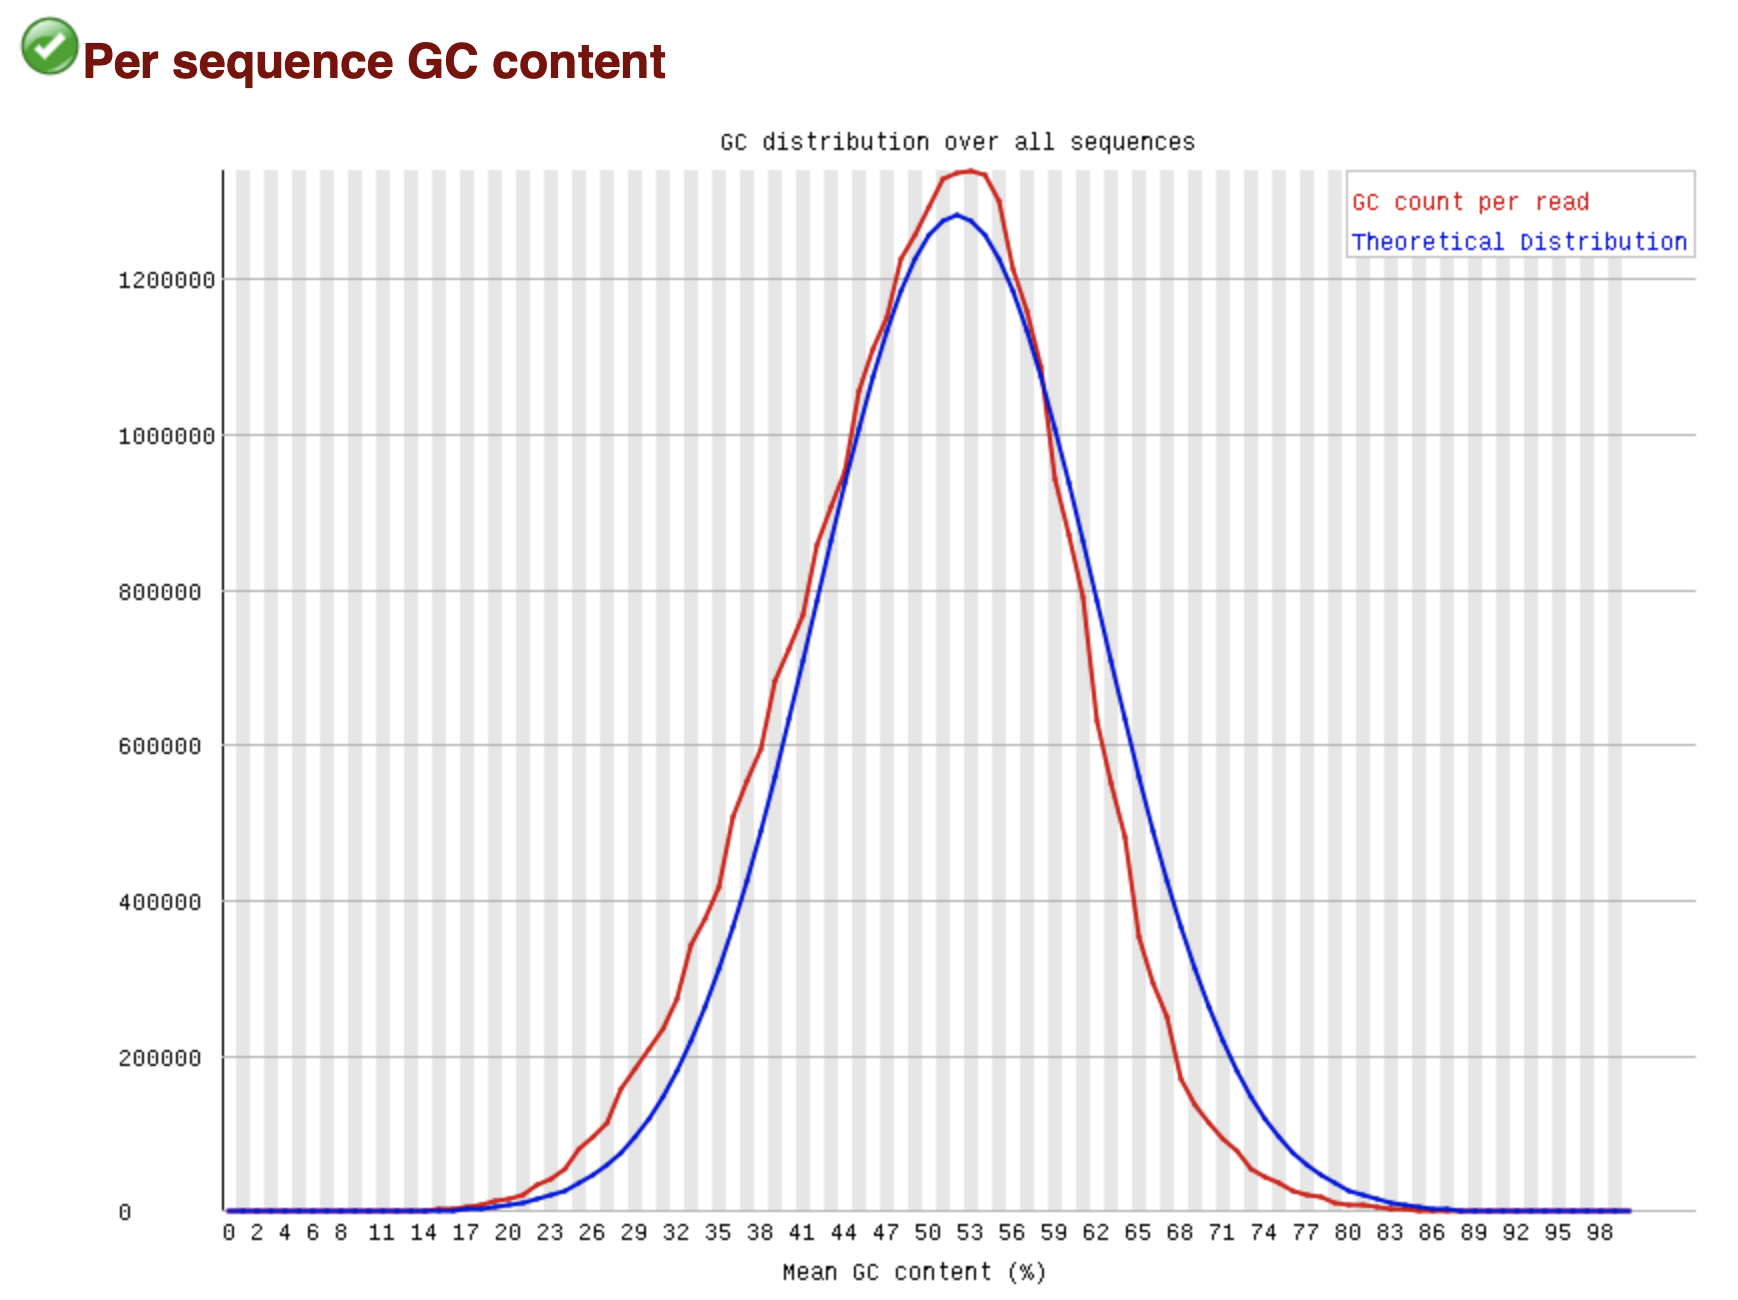 Per sequence GC content
GC distribution over all sequences
GC count per read
Theoretical Distribution
1200000
1000000
800000
600000
400000
200000
0
0 2 4 6 8 11 14 17 20 23 26 29 32 35 38 41 44 47 50 53 56 59 62 65 68 71 74 77 80 83 86 89 92 95 98
Mean GC content (%)